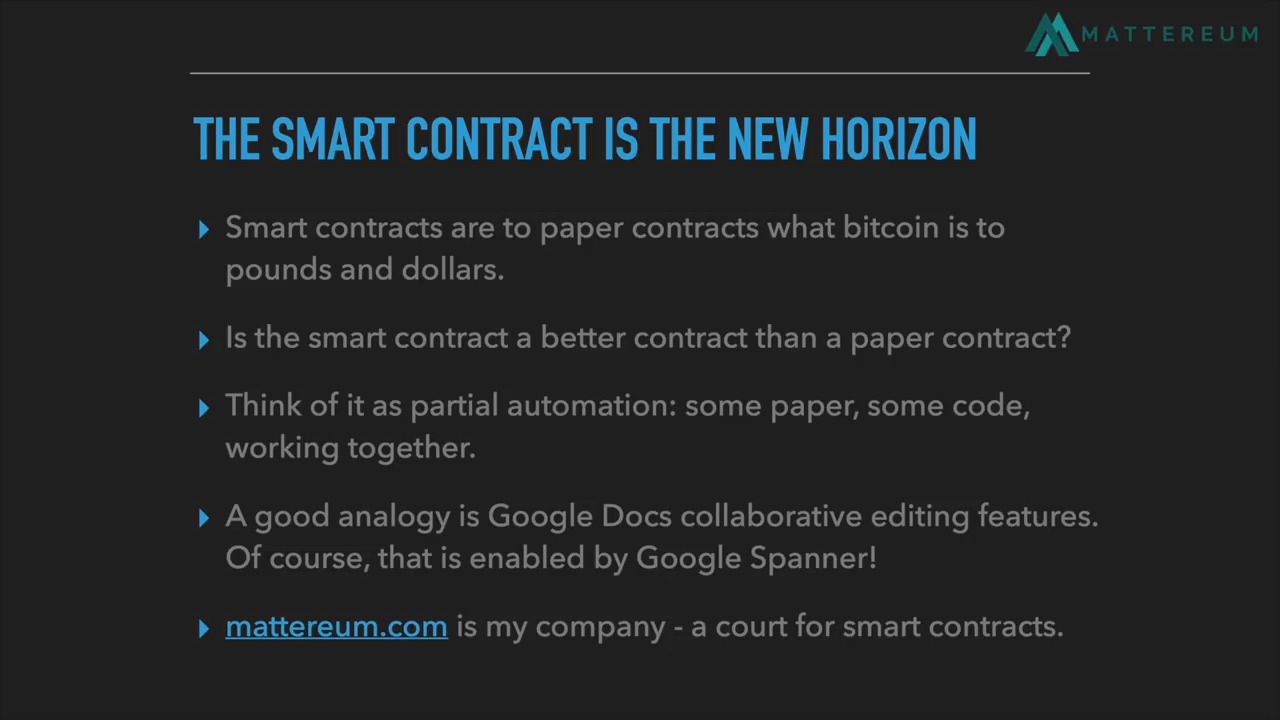 MATTEREUM
THE SMART CONTRACT IS THE NEW HORIZON
Smart contracts are to paper contracts what bitcoin is to
pounds and dollars.
Is the smart contract a better contract than a paper contract?
Think of it as partial automation: some paper, some code,
working together.
A good analogy is Google Docs collaborative editing features.
Of course, that is enabled by Google Spanner!
mattereum.com is my company - a court for smart contracts.